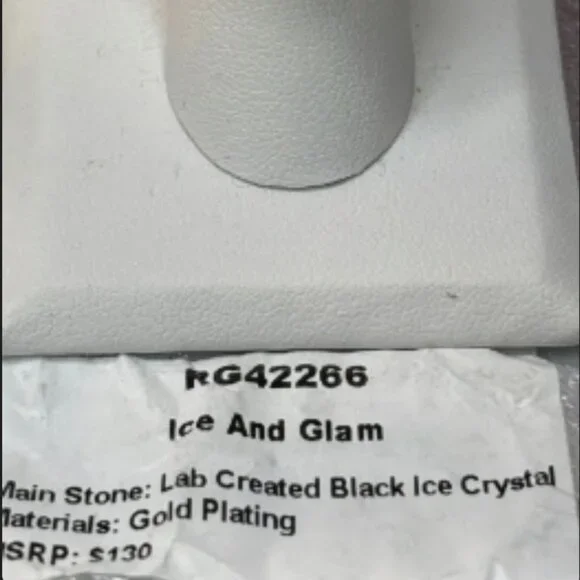 RG42266
Ice And Glam
Main Stone: Lab Created Black Ice Crystal
Materials: Gold Plating
MSRP: $130